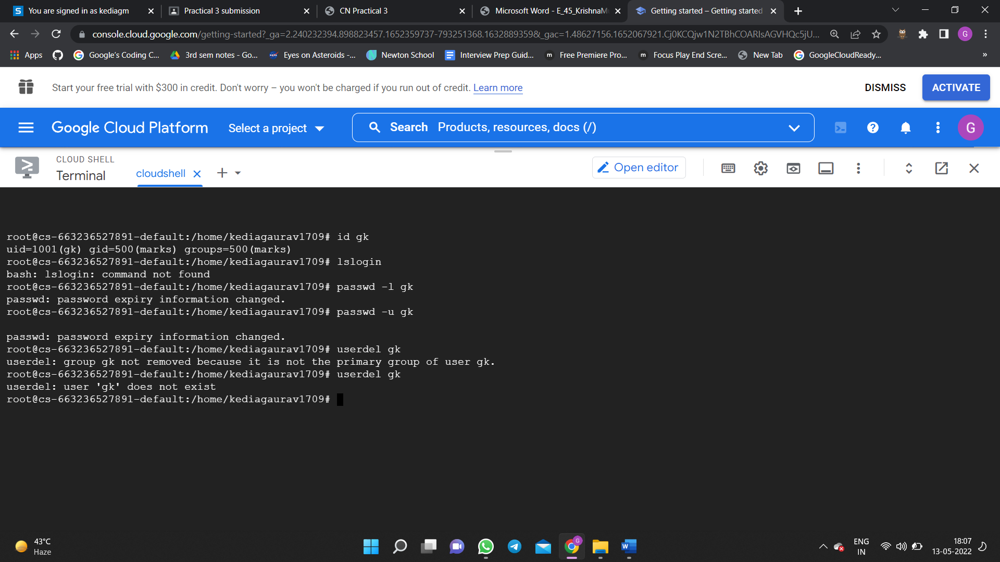 You are signed in as kediagm
Practical 3 submission
CN Practical 3
Microsoft Word - E_45_KrishnaM
Getting started – Getting started
console.cloud.google.com/getting-started?_ga=2.240232394.898823457.1652359737-793251368.1632889359&_gac=1.48627156.1652067921.Cj0KCQjw1N2TBhCOARIsAGVHQc5jU...
G
Apps
Google's Coding C...
3rd sem notes - Go...
Eyes on Asteroids -...
Newton School
Interview Prep Guid...
m Free Premiere Pro...
m Focus Play End Scre...
New Tab
GoogleCloudReady...
»
Start your free trial with $300 in credit. Don't worry – you won't be charged if you run out of credit. Learn more
DISMISS
ACTIVATE
Google Cloud Platform
Select a project
Search Products, resources, docs (/)
G
CLOUD SHELL
Terminal
cloudshell
Open editor
root@cs-663236527891-default:/home/kediagaurav1709# id gk
uid=1001(gk) gid=500(marks) groups=500(marks)
root@cs-663236527891-default:/home/kediagaurav1709# lslogin
bash: lslogin: command not found
root@cs-663236527891-default:/home/kediagaurav1709# passwd -l gk
passwd: password expiry information changed.
root@cs-663236527891-default:/home/kediagaurav1709# passwd -u gk
passwd: password expiry information changed.
root@cs-663236527891-default:/home/kediagaurav1709# userdel gk
userdel: group gk not removed because it is not the primary group of user gk.
root@cs-663236527891-default:/home/kediagaurav1709# userdel gk
userdel: user 'gk' does not exist
root@cs-663236527891-default:/home/kediagaurav1709#
43°C
Haze
ENG
IN
18:07
13-05-2022